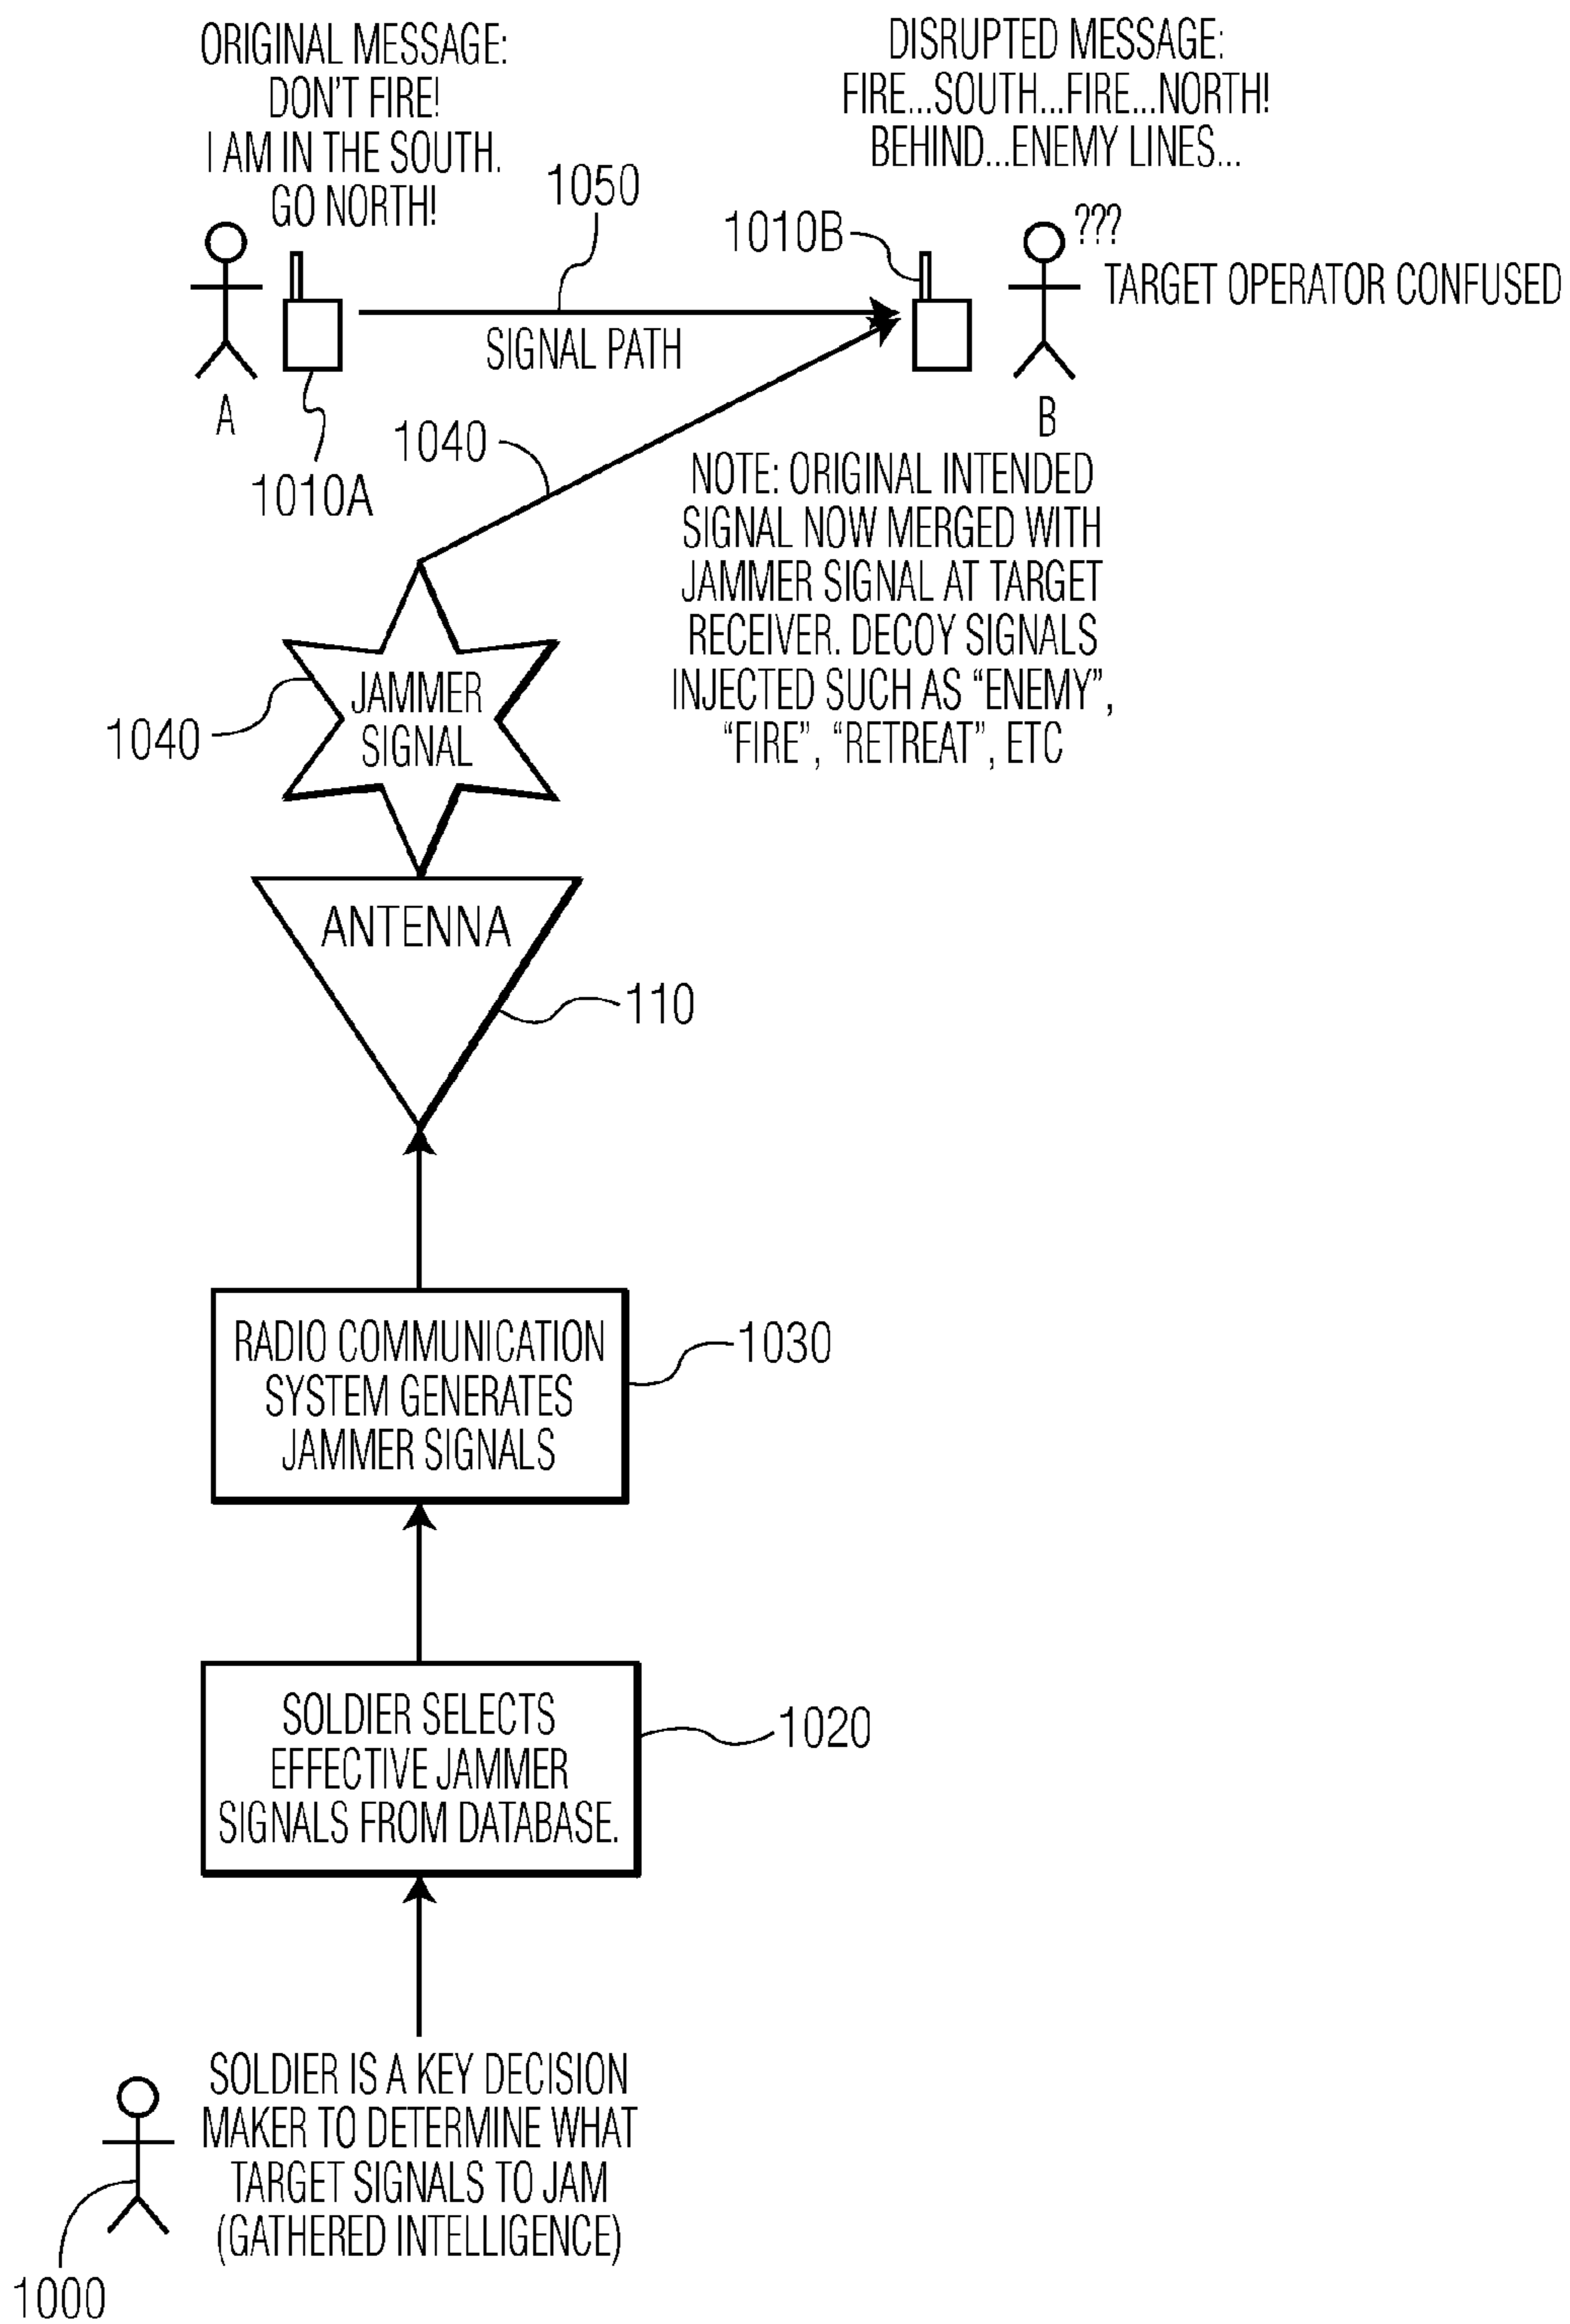 ORIGINAL MESSAGE:
DON'T FIRE!
I AM IN THE SOUTH.
GO NORTH!
DISRUPTED MESSAGE:
FIRE...SOUTH...FIRE...NORTH!
BEHIND...ENEMY LINES...
1050
1010B
???
TARGET OPERATOR CONFUSED
SIGNAL PATH
A
B
1040
1010A
NOTE: ORIGINAL INTENDED
SIGNAL NOW MERGED WITH
JAMMER SIGNAL AT TARGET
RECEIVER. DECOY SIGNALS
INJECTED SUCH AS “ENEMY”,
“FIRE”, “RETREAT”, ETC
JAMMER
SIGNAL
1040
ANTENNA
110
RADIO COMMUNICATION
SYSTEM GENERATES
JAMMER SIGNALS
1030
SOLDIER SELECTS
EFFECTIVE JAMMER
SIGNALS FROM DATABASE.
1020
SOLDIER IS A KEY DECISION
MAKER TO DETERMINE WHAT
TARGET SIGNALS TO JAM
(GATHERED INTELLIGENCE)
1000